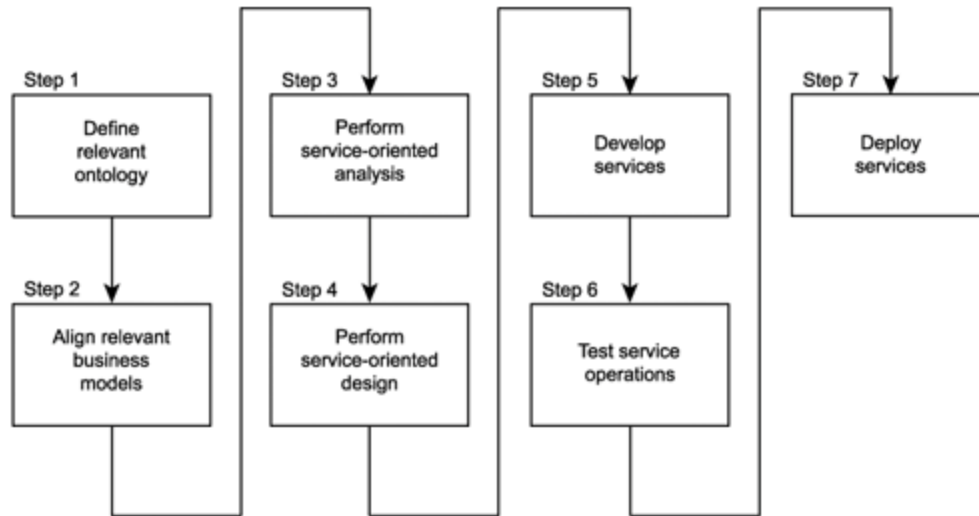 Step 1
Define
relevant
ontology
Step 2
Align relevant
business
models
Step 3
Perform
service-oriented
analysis
Step 4
Perform
service-oriented
design
Step 5
Develop
services
Step 6
Test service
operations
Step 7
Deploy
services